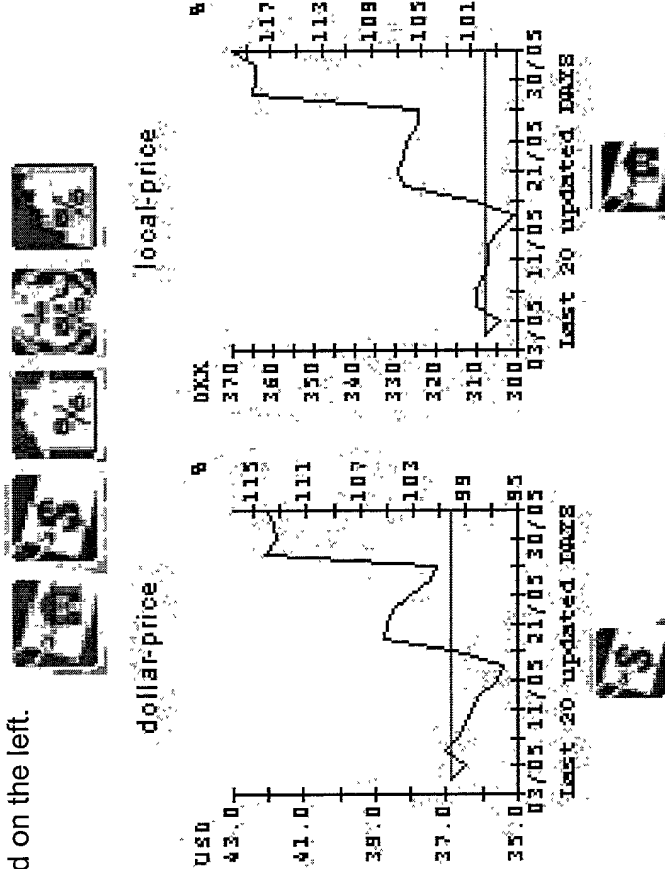 d on the left.
dollar-price
USD
%
43.0
41.0
39.0
37.0
35.0
115
111
107
103
99
95
03/05 11/05 21/05 30/05
Last 20 updated DAYS
local-price
DKK
%
370
360
350
340
330
320
310
300
117
113
109
105
101
03/05 11/05 21/05 30/05
Last 20 updated DAYS